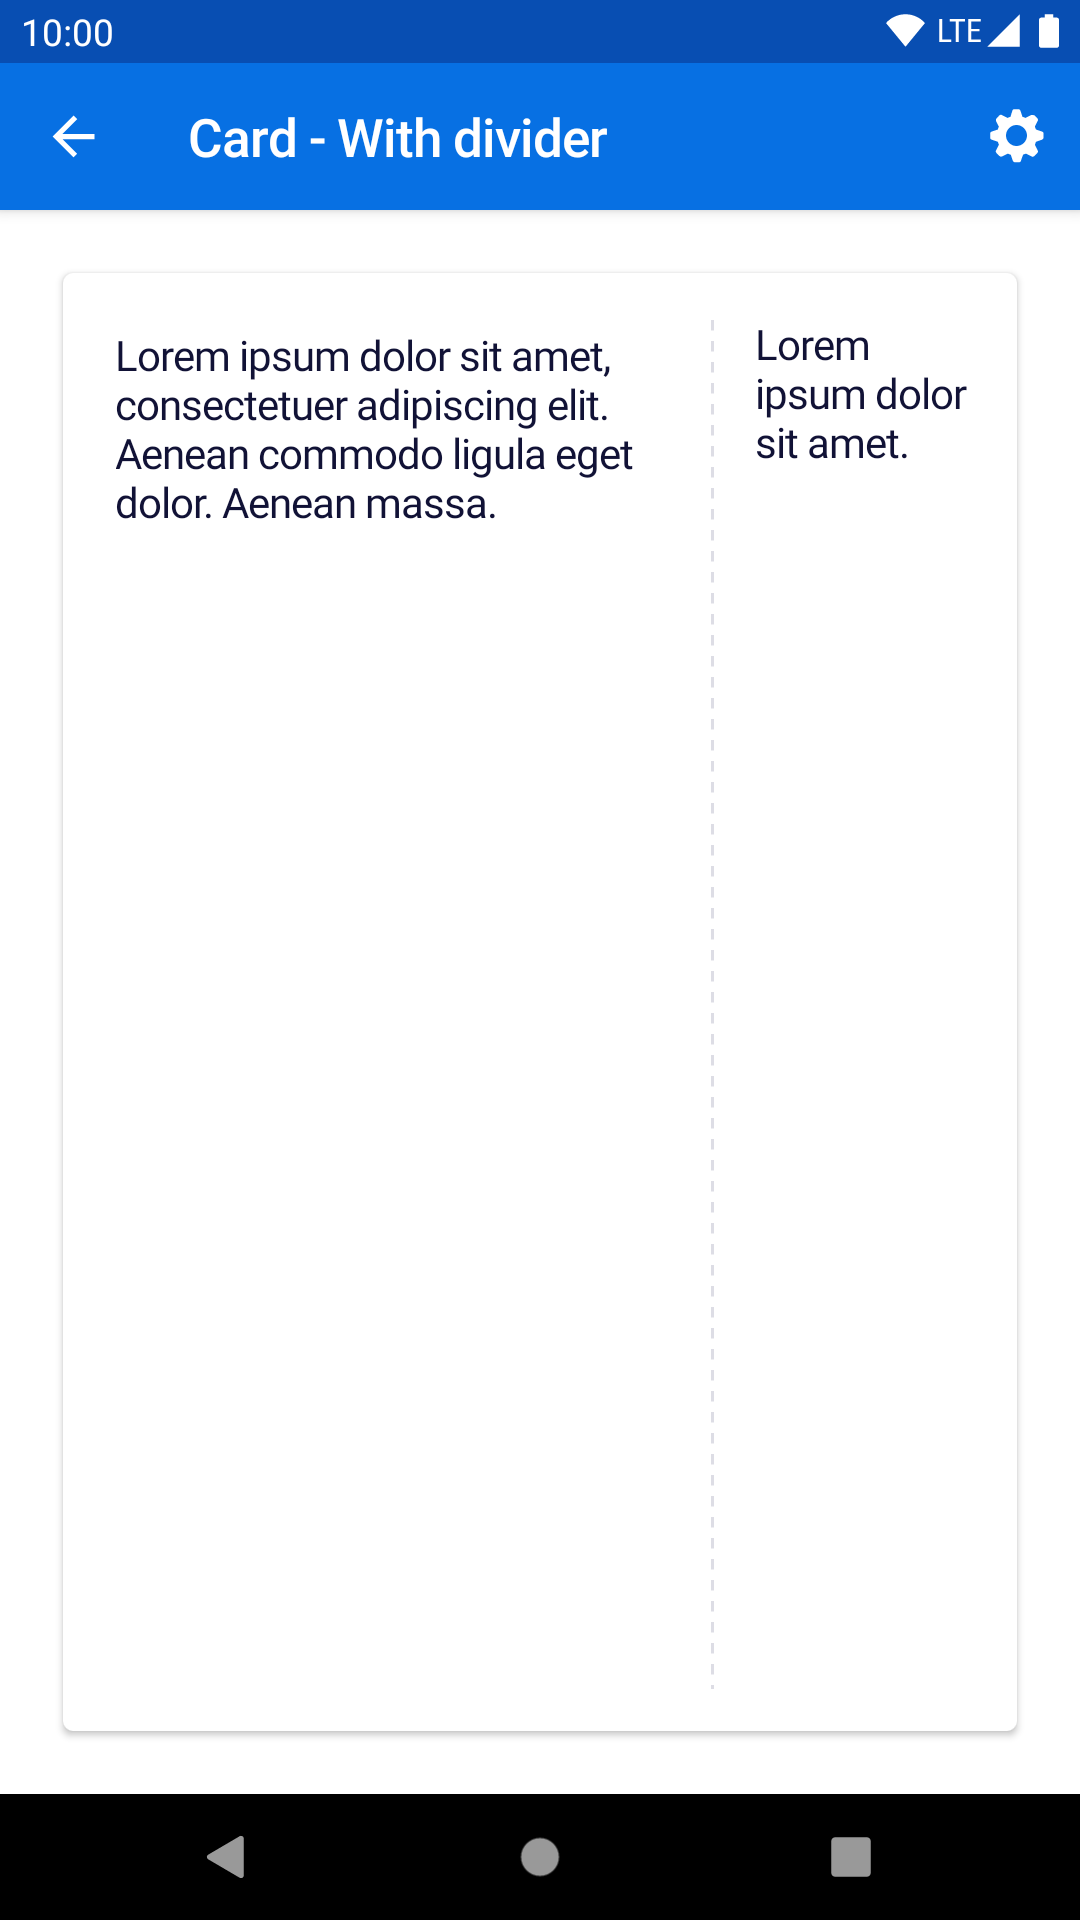 10:00
LTE
Card - With divider
Lorem ipsum dolor sit amet,
consectetuer adipiscing elit.
Aenean commodo ligula eget
dolor. Aenean massa.
Lorem
ipsum dolor
sit amet.